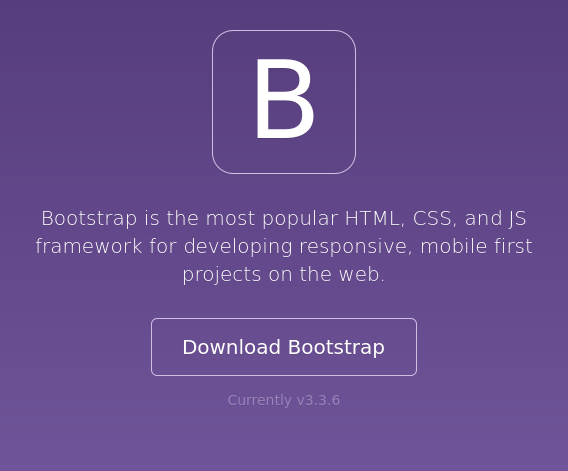 B
Bootstrap is the most popular HTML, CSS, and JS
framework for developing responsive, mobile first
projects on the web.
Download Bootstrap
Currently v3.3.6